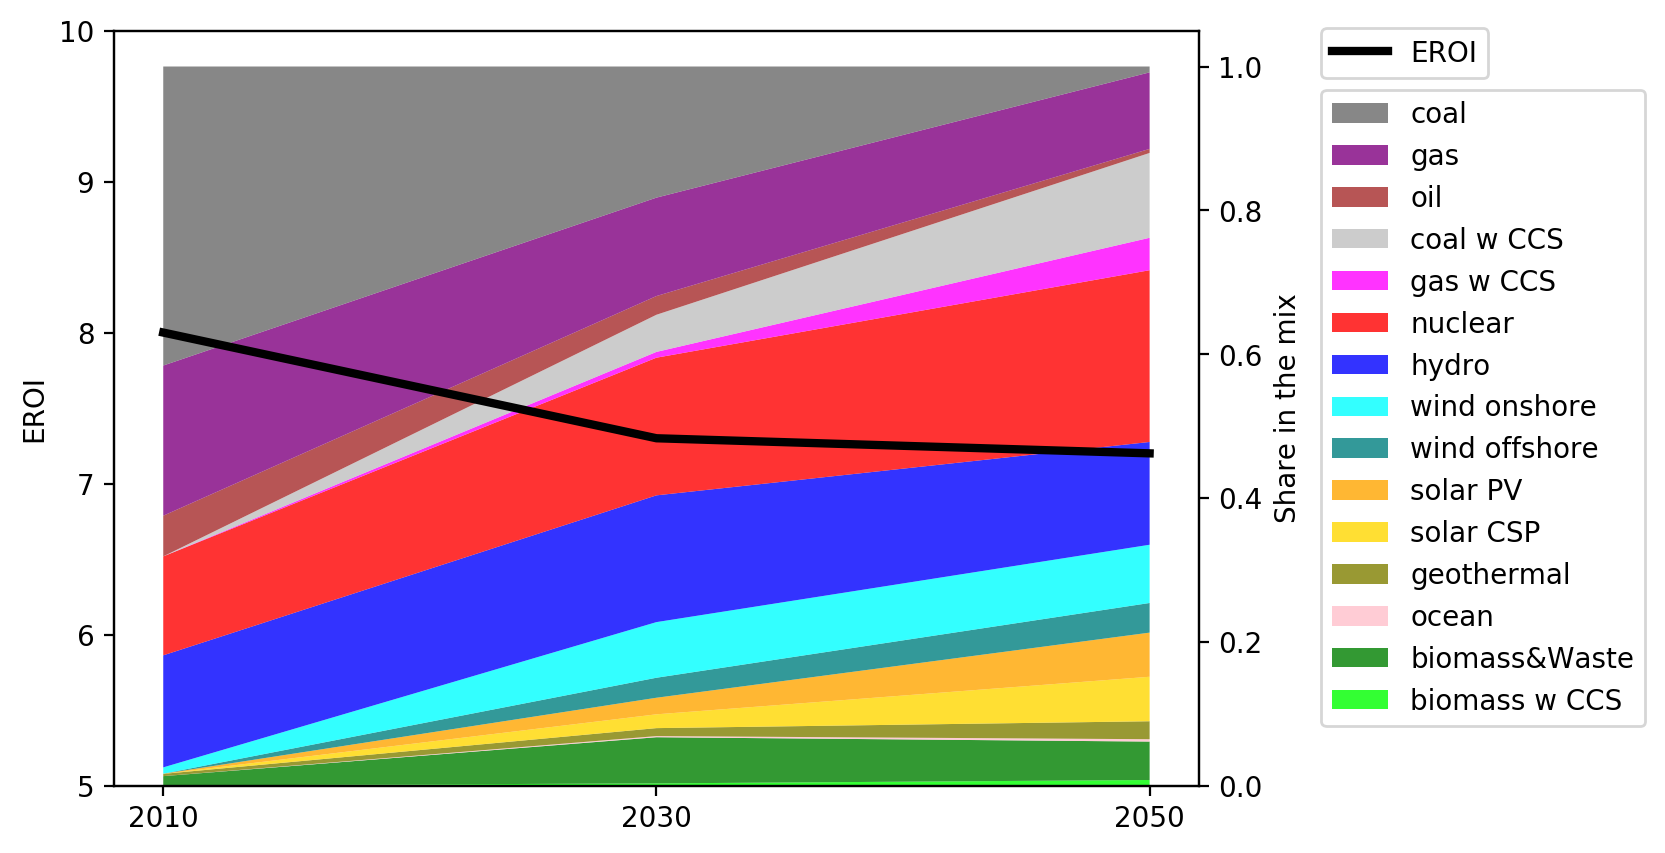 10
9
8
7
6
5
EROI
2010
2030
2050
1.0
0.8
0.6
0.4
0.2
0.0
Share in the mix
EROI
coal
gas
oil
coal w CCS
gas w CCS
nuclear
hydro
wind onshore
wind offshore
solar PV
solar CSP
geothermal
ocean
biomass&Waste
biomass w CCS